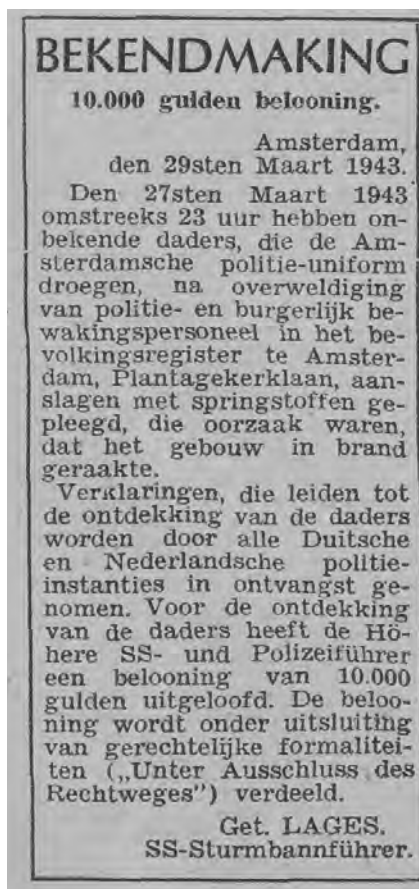 BEKENDMAKING
10.000 gulden belooning.
Amsterdam,
den 29sten Maart 1943.
Den 27sten Maart 1943
omstreeks 23 uur hebben on-
bekende daders, die de Am-
sterdamsche politie-uniform
droegen, na overweldiging
van politie- en burgerlijk be-
wakingspersoneel in het be-
volkingsregister te Amster-
dam, Plantagekerklaan, aan-
slagen met springstoffen ge-
pleegd, die oorzaak waren,
dat het gebouw in brand
geraakte.
Verklaringen, die leiden tot
de ontdekking van de daders
worden door alle Duitsche
en Nederlandsche politie-
instanties in ontvangst ge-
nomen. Voor de ontdekking
van de daders heeft de Hö-
here SS- und Polizeiführer
een belooning van 10.000
gulden uitgeloofd. De beloo-
ning wordt onder uitsluiting
van gerechtelijke formalitei-
ten („Unter Ausschluss des
Rechtweges”) verdeeld.
Get. LAGES.
SS-Sturmbannführer.